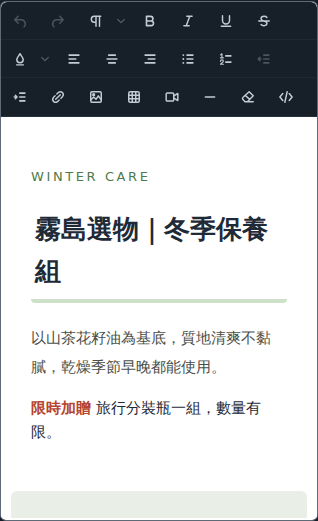 WINTER CARE
霧島選物｜冬季保養
組
以山茶花籽油為基底，質地清爽不黏
膩，乾燥季節早晚都能使用。
限時加贈 旅行分裝瓶一組，數量有
限。